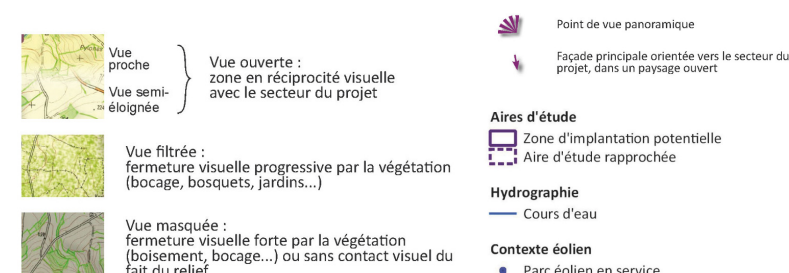 Vue
proche
Vue semi-
éloignée
Vue ouverte :
zone en réciprocité visuelle
avec le secteur du projet
Vue filtrée :
fermeture visuelle progressive par la végétation
(bocage, bosquets, jardins...)
Vue masquée :
fermeture visuelle forte par la végétation
(boisement, bocage...) ou sans contact visuel du
fait du relief
Point de vue panoramique
Façade principale orientée vers le secteur du
projet, dans un paysage ouvert
Aires d'étude
Zone d'implantation potentielle
Aire d'étude rapprochée
Hydrographie
Cours d'eau
Contexte éolien
Parc éolien en service